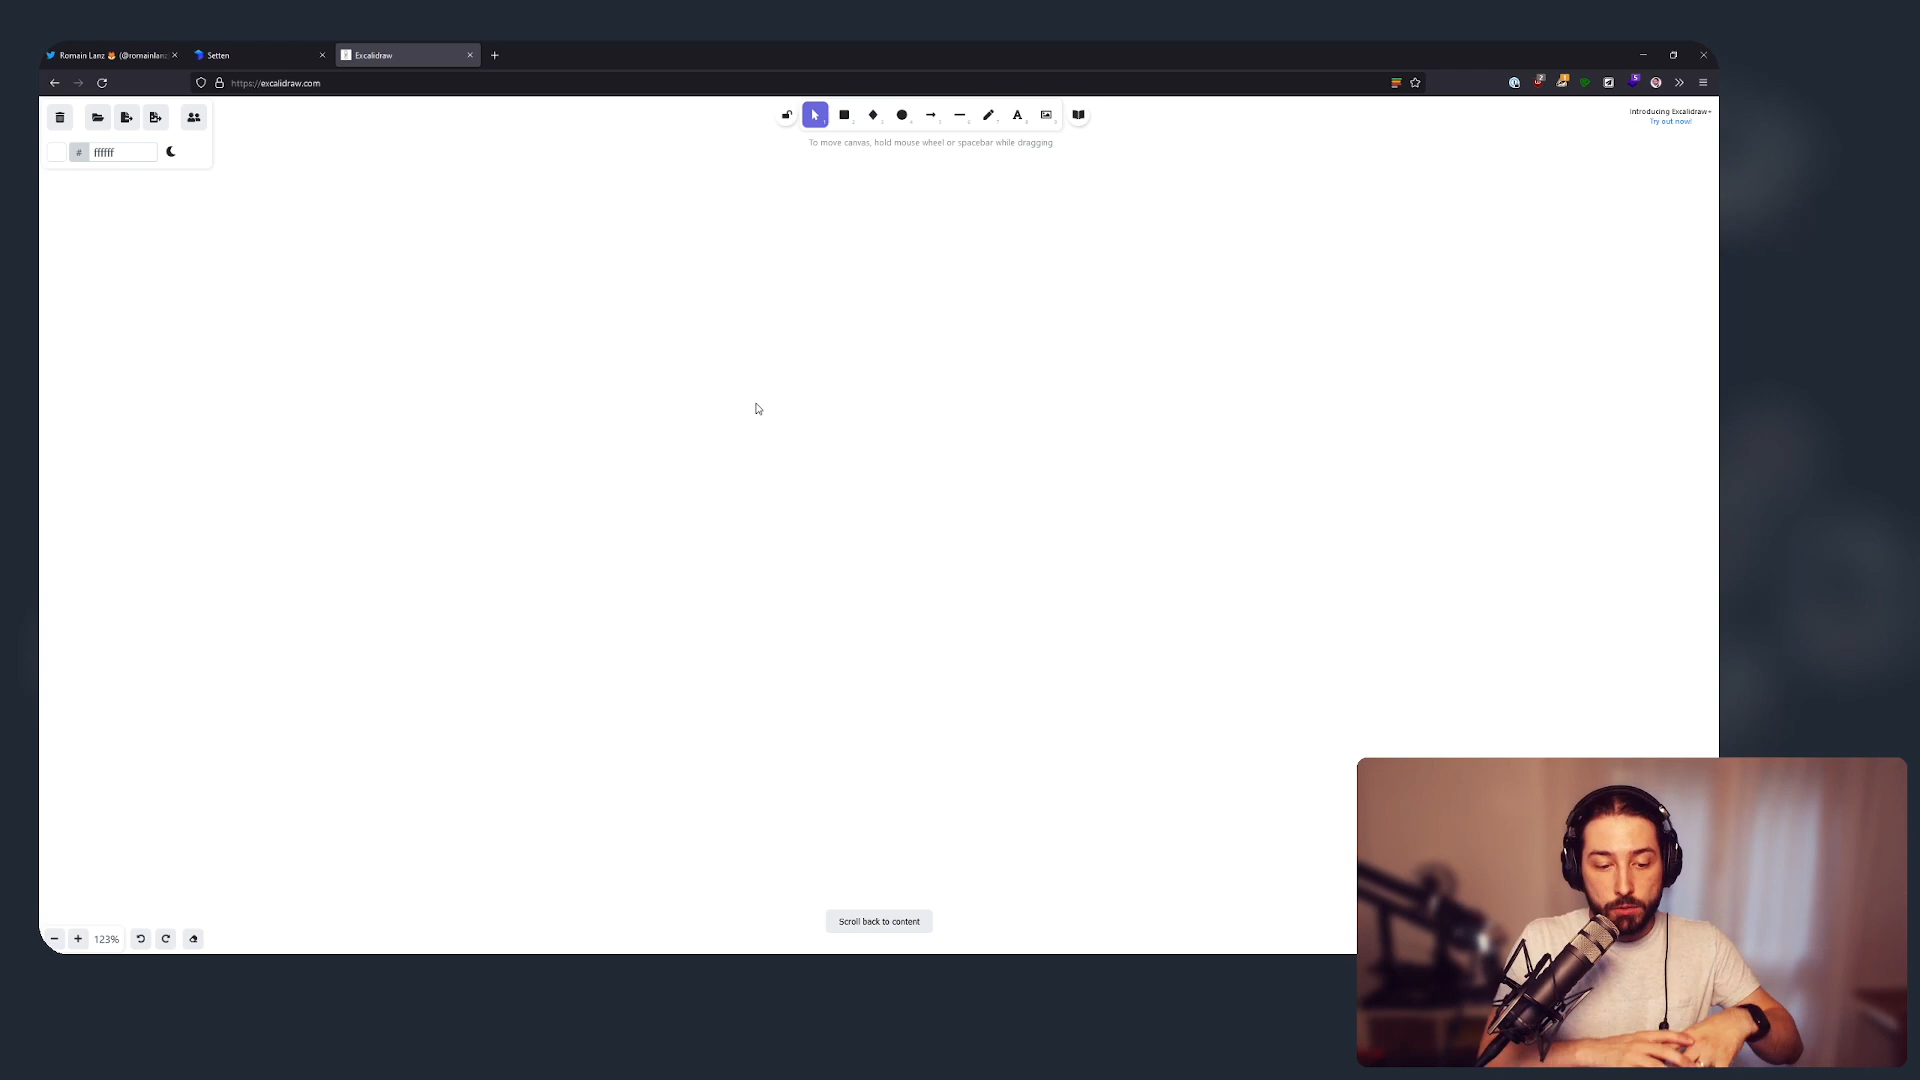 Romain Lanz 🦊 (@romainlanz
Setten
Excalidraw
https://excalidraw.com
Introducing Excalidraw+
Try out now!
To move canvas, hold mouse wheel or spacebar while dragging
# ffffff
Scroll back to content
123%